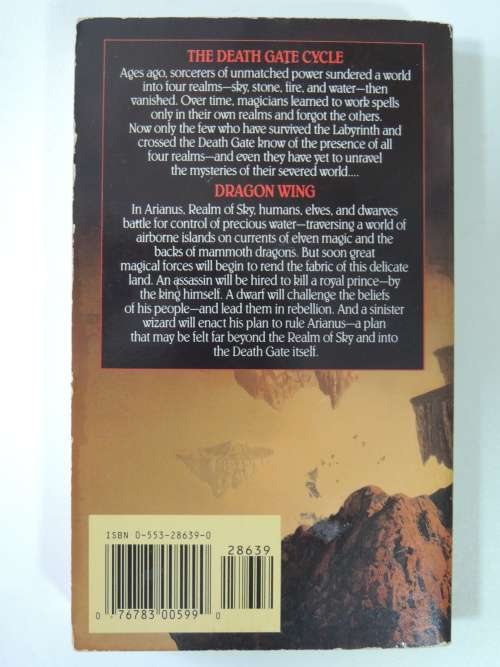 THE DEATH GATE CYCLE
Ages ago, sorcerers of unmatched power sundered a world
into four realms—sky, stone, fire, and water—then
vanished. Over time, magicians learned to work spells
only in their own realms and forgot the others.
Now only the few who have survived the Labyrinth and
crossed the Death Gate know of the presence of all
four realms—and even they have yet to unravel
the mysteries of their severed world....
DRAGON WING
In Arianus, Realm of Sky, humans, elves, and dwarves
battle for control of precious water—traversing a world of
airborne islands on currents of elven magic and the
backs of mammoth dragons. But soon great
magical forces will begin to rend the fabric of this delicate
land. An assassin will be hired to kill a royal prince—by
the king himself. A dwarf will challenge the beliefs
of his people—and lead them in rebellion. And a sinister
wizard will enact his plan to rule Arianus—a plan
that may be felt far beyond the Realm of Sky and into
the Death Gate itself.
ISBN 0-553-28639-0
28639
0 76783 00599 0